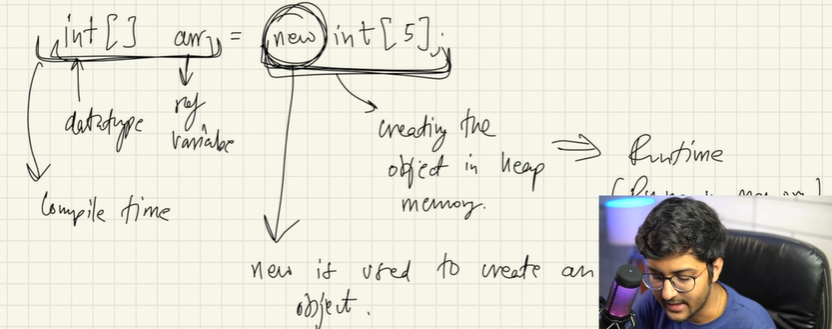 int[] arr = new int[5];
datatype
ref variable
creating the
object in heap
memory.
Runtime
Compile time
new is used to create an
object.